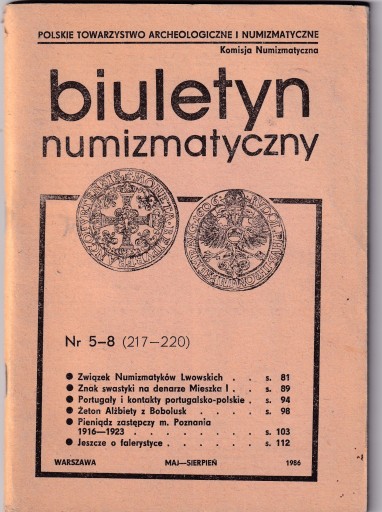 POLSKIE TOWARZYSTWO ARCHEOLOGICZNE I NUMIZMATYCZNE
Komisja Numizmatyczna
biuletyn
numizmatyczny
Nr 5–8 (217–220)
● Związek Numizmatyków Lwowskich . . s. 81
● Znak swastyki na denarze Mieszka I . . s. 89
● Portugały i kontakty portugalsko-polskie . s. 94
● Żeton Alżbiety z Bobolusk . . . . . s. 98
● Pieniądz zastępczy m. Poznania
1916—1923 . . . . . . . . s. 103
● Jeszcze o falerystyce . . . . . . s. 112
WARSZAWA MAJ—SIERPIEŃ 1986